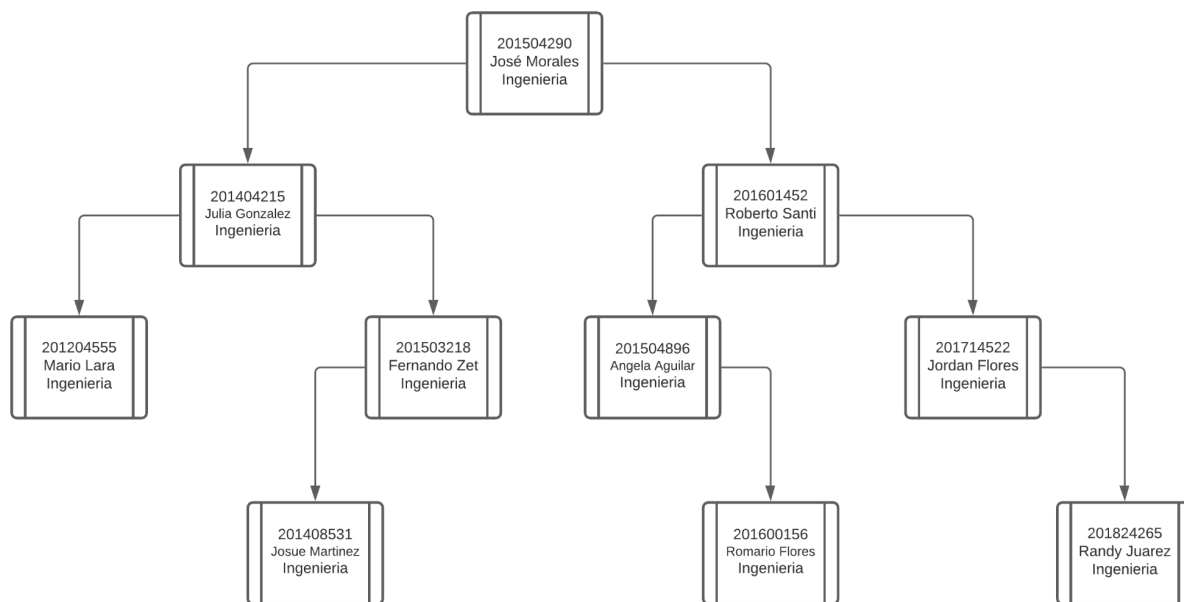 201504290
José Morales
Ingenieria
201404215
Julia Gonzalez
Ingenieria
201601452
Roberto Santi
Ingenieria
201204555
Mario Lara
Ingenieria
201503218
Fernando Zet
Ingenieria
201504896
Angela Aguilar
Ingenieria
201714522
Jordan Flores
Ingenieria
201408531
Josue Martinez
Ingenieria
201600156
Romario Flores
Ingenieria
201824265
Randy Juarez
Ingenieria